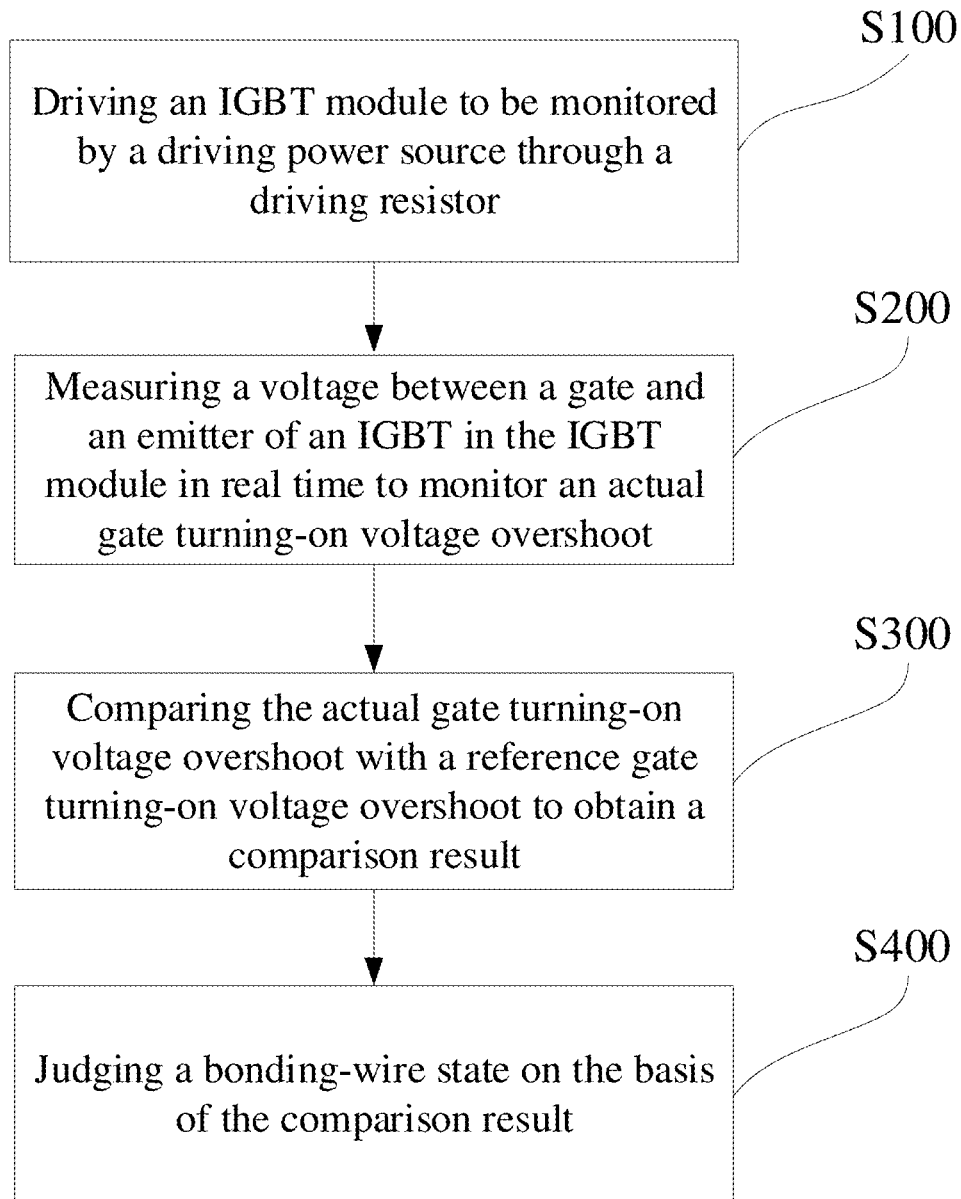 S100
Driving an IGBT module to be monitored
by a driving power source through a
driving resistor
S200
Measuring a voltage between a gate and
an emitter of an IGBT in the IGBT
module in real time to monitor an actual
gate turning-on voltage overshoot
S300
Comparing the actual gate turning-on
voltage overshoot with a reference gate
turning-on voltage overshoot to obtain a
comparison result
S400
Judging a bonding-wire state on the basis
of the comparison result